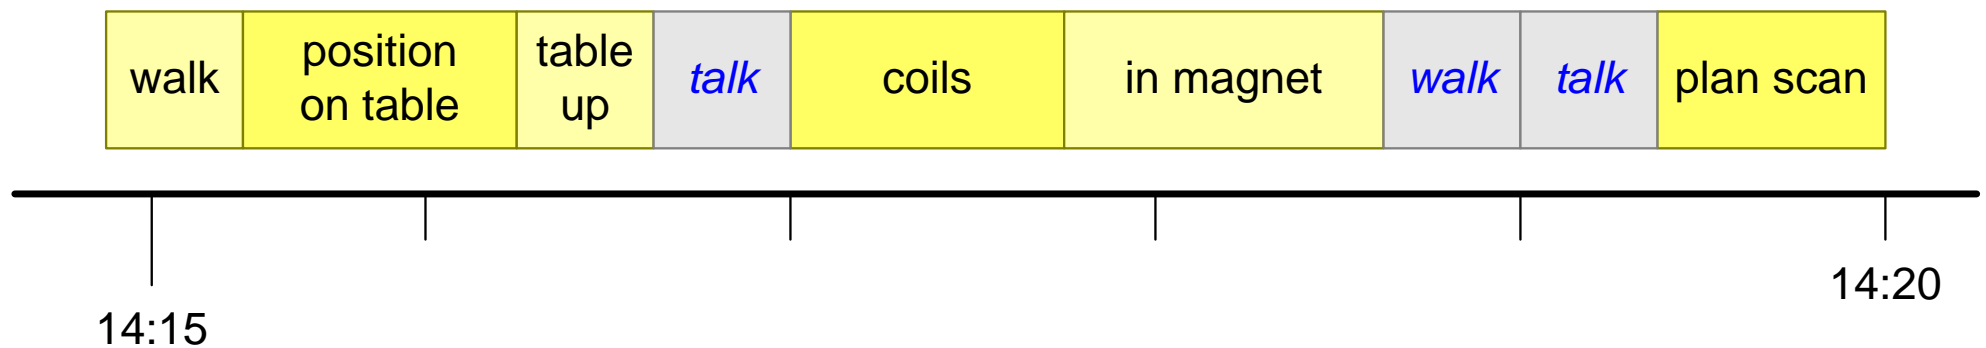 walk
position
on table
table
up
talk
coils
in magnet
walk
talk
plan scan
14:15
14:20